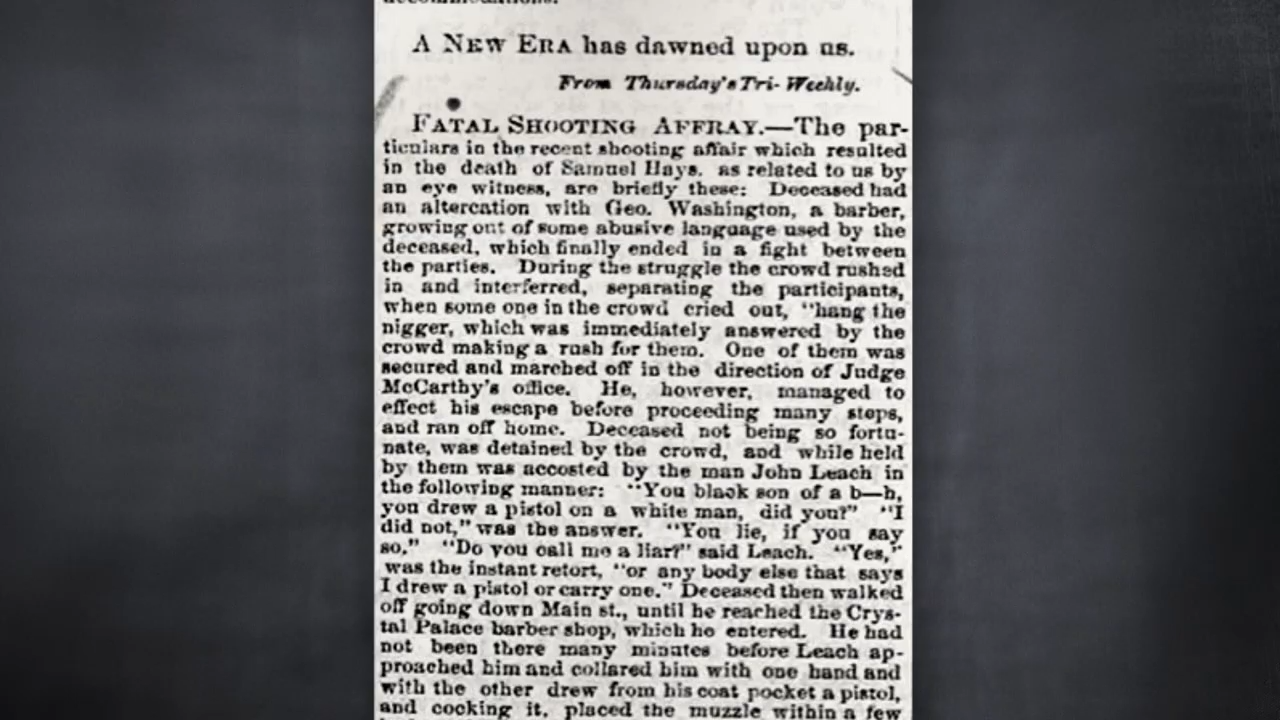 A NEW ERA has dawned upon us.
From Thursday's Tri-Weekly.
FATAL SHOOTING AFFRAY.—The par-
ticulars in the recent shooting affair which resulted
in the death of Samuel Hays, as related to us by
an eye witness, are briefly these: Deceased had
an altercation with Geo. Washington, a barber,
growing out of some abusive language used by the
deceased, which finally ended in a fight between
the parties. During the struggle the crowd rushed
in and interferred, separating the participants,
when some one in the crowd cried out, "hang the
nigger, which was immediately answered by the
crowd making a rush for them. One of them was
secured and marched off in the direction of Judge
McCarthy's office. He, however, managed to
effect his escape before proceeding many steps,
and ran off home. Deceased not being so fortu-
nate, was detained by the crowd, and while held
by them was accosted by the man John Leach in
the following manner: "You black son of a b—h,
you drew a pistol on a white man, did you?" "I
did not," was the answer. "You lie, if you say
so." "Do you call me a liar?" said Leach. "Yes,"
was the instant retort, "or any body else that says
I drew a pistol or carry one." Deceased then walked
off going down Main st., until he reached the Crys-
tal Palace barber shop, which he entered. He had
not been there many minutes before Leach ap-
proached him and collared him with one hand and
with the other drew from his coat pocket a pistol,
and cocking it, placed the muzzle within a few